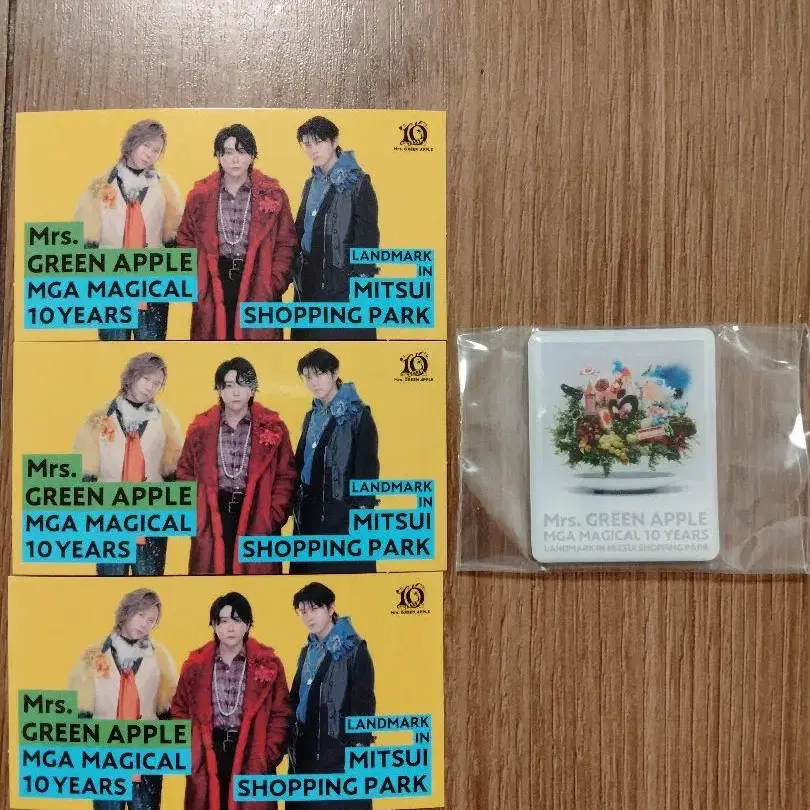 10
Mrs. GREEN APPLE
Mrs.
GREEN APPLE
MGA MAGICAL
10 YEARS
LANDMARK
IN
MITSUI
SHOPPING PARK
10
Mrs. GREEN APPLE
Mrs.
GREEN APPLE
MGA MAGICAL
10 YEARS
LANDMARK
IN
MITSUI
SHOPPING PARK
10
Mrs. GREEN APPLE
Mrs.
GREEN APPLE
MGA MAGICAL
10 YEARS
LANDMARK
IN
MITSUI
SHOPPING PARK
Mrs. GREEN APPLE
MGA MAGICAL 10 YEARS
LANDMARK IN MITSUI SHOPPING PARK